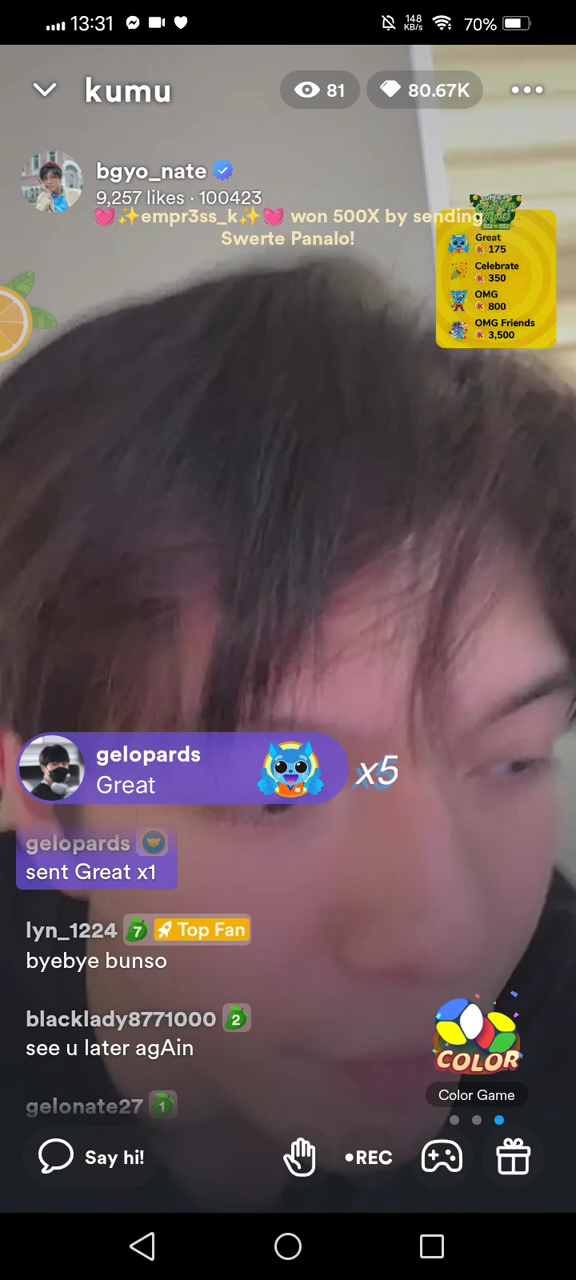 13:31
148
KB/s
70%
kumu
81
80.67K
bgyo_nate
9,257 likes · 100423
💓✨empr3ss_k✨💓 won 500X by sending
Swerte Panalo!
Great
175
Celebrate
350
OMG
800
OMG Friends
3,500
gelopards
Great
x5
gelopards
sent Great x1
lyn_1224 7 Top Fan
byebye bunso
blacklady8771000 2
see u later agAin
gelonate27 1
COLOR
Color Game
Say hi!
•REC